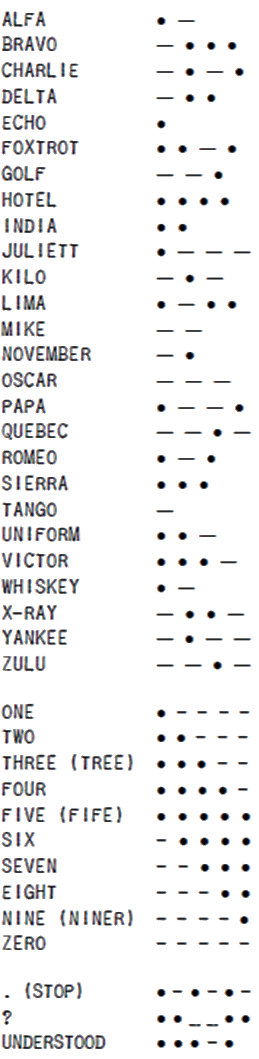 ALFA • —
BRAVO — • • •
CHARLIE — • — •
DELTA — • •
ECHO •
FOXTROT • • — •
GOLF — — •
HOTEL • • • •
INDIA • •
JULIETT • — — —
KILO — • —
LIMA • — • •
MIKE — —
NOVEMBER — •
OSCAR — — —
PAPA • — — •
QUEBEC — — • —
ROMEO • — •
SIERRA • • •
TANGO —
UNIFORM • • —
VICTOR • • • —
WHISKEY • —
X-RAY — • • —
YANKEE — • — —
ZULU — — • —
ONE • - - - -
TWO • • - - -
THREE (TREE) • • • - -
FOUR • • • • -
FIVE (FIFE) • • • • •
SIX - • • • •
SEVEN - - • • •
EIGHT - - - • •
NINE (NINER) - - - - •
ZERO - - - - -
. (STOP) • - • - • -
? • • _ _ • •
UNDERSTOOD • • • - •